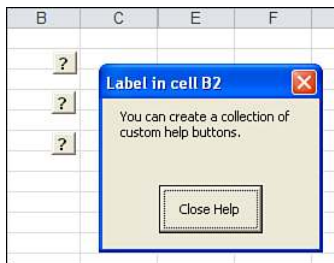 B C E F
?
Label in cell B2
?
You can create a collection of
custom help buttons.
?
Close Help